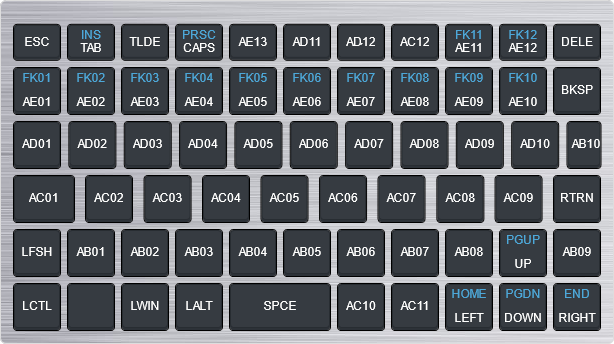 ESC INS TAB TLDE PRSC CAPS AE13 AD11 AD12 AC12 FK11 AE11 FK12 AE12 DELE
FK01 FK02 FK03 FK04 FK05 FK06 FK07 FK08 FK09 FK10 BKSP
AE01 AE02 AE03 AE04 AE05 AE06 AE07 AE08 AE09 AE10
AD01 AD02 AD03 AD04 AD05 AD06 AD07 AD08 AD09 AD10 AB10
AC01 AC02 AC03 AC04 AC05 AC06 AC07 AC08 AC09 RTRN
LFSH AB01 AB02 AB03 AB04 AB05 AB06 AB07 AB08 PGUP UP AB09
LCTL LWIN LALT SPCE AC10 AC11 HOME LEFT PGDN DOWN END RIGHT